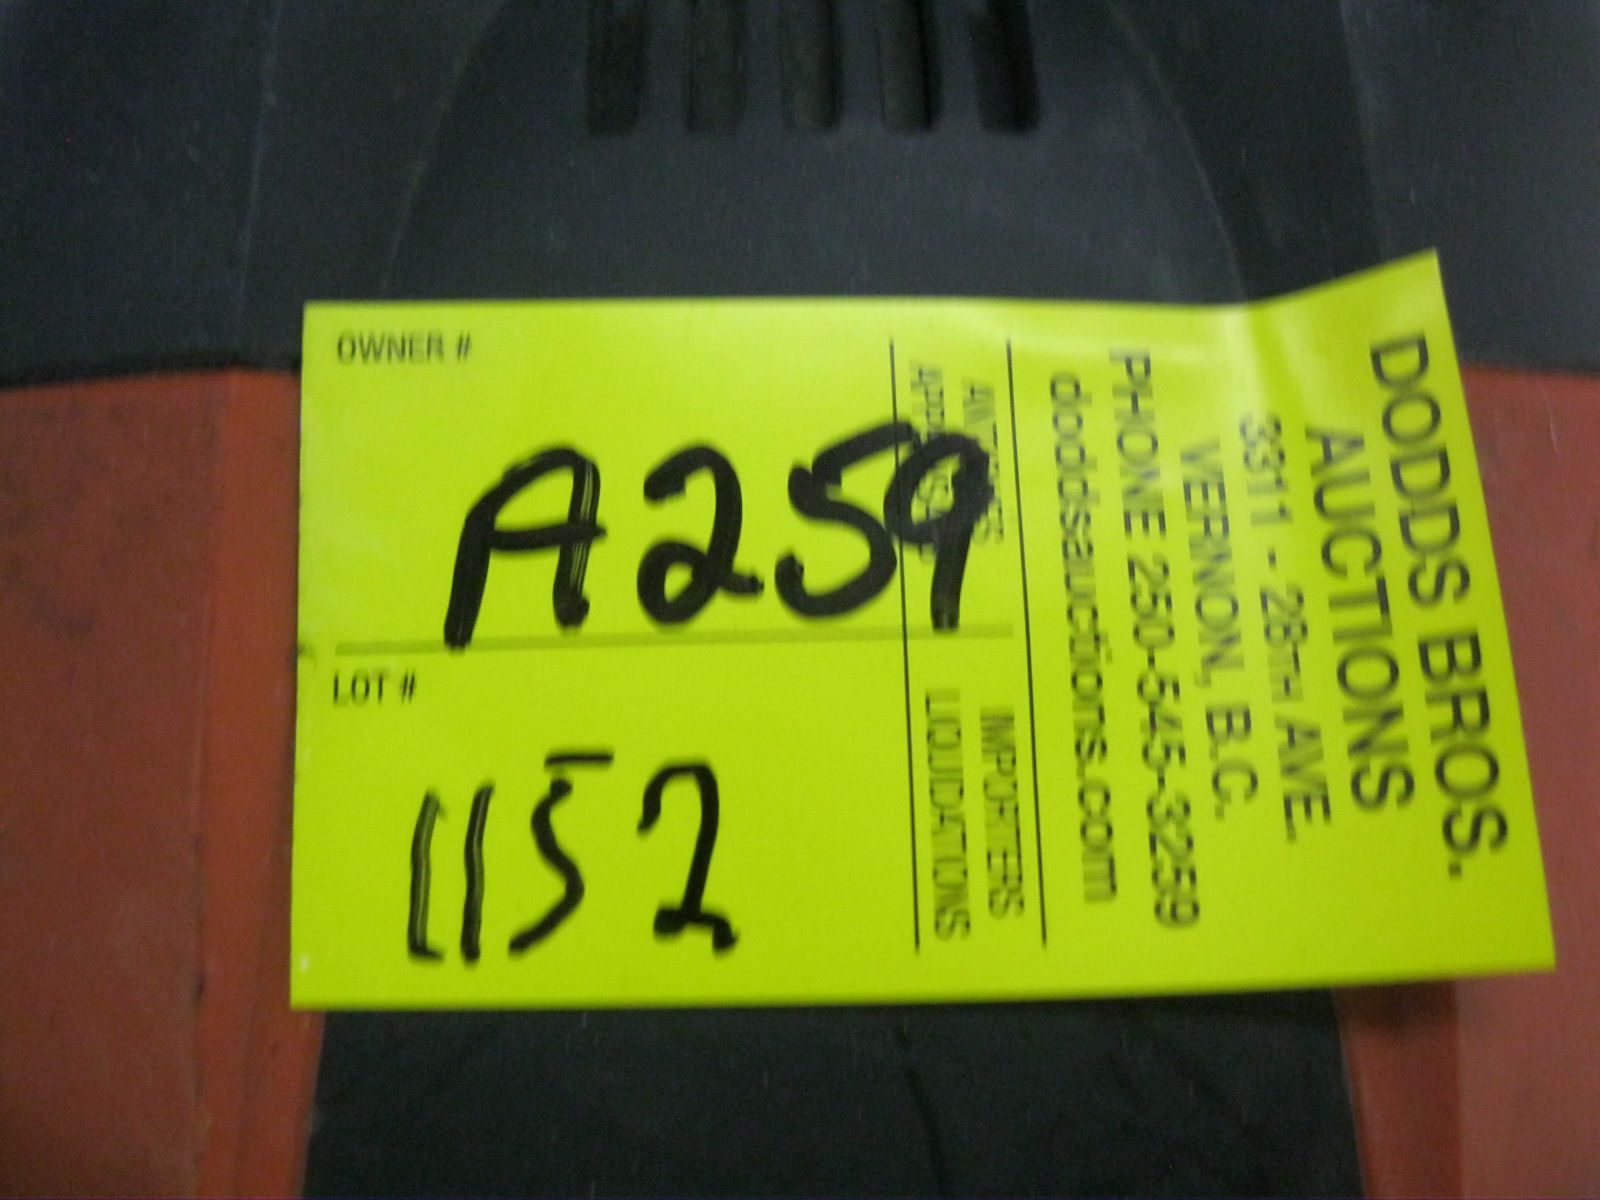 OWNER #
A259
LOT #
1152
DODDS BROS.
AUCTIONS
3311 - 28TH AVE.
VERNON, B.C.
PHONE 250-545-3259
doddsauctions.com
IMPORTERS
LIQUIDATIONS